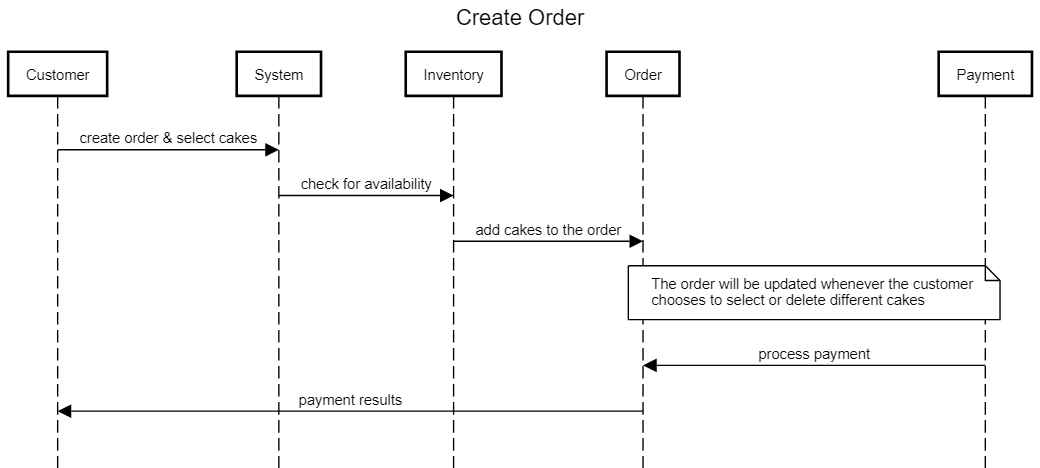 Create Order
Customer
System
Inventory
Order
Payment
create order & select cakes
check for availability
add cakes to the order
The order will be updated whenever the customer
chooses to select or delete different cakes
process payment
payment results